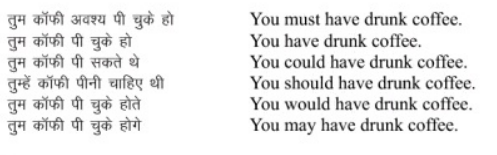 तुम कॉफी अवश्य पी चुके हो You must have drunk coffee.
तुम कॉफी पी चुके हो You have drunk coffee.
तुम कॉफी पी सकते थे You could have drunk coffee.
तुम्हें कॉफी पीनी चाहिए थी You should have drunk coffee.
तुम कॉफी पी चुके होते You would have drunk coffee.
तुम कॉफी पी चुके होगे You may have drunk coffee.